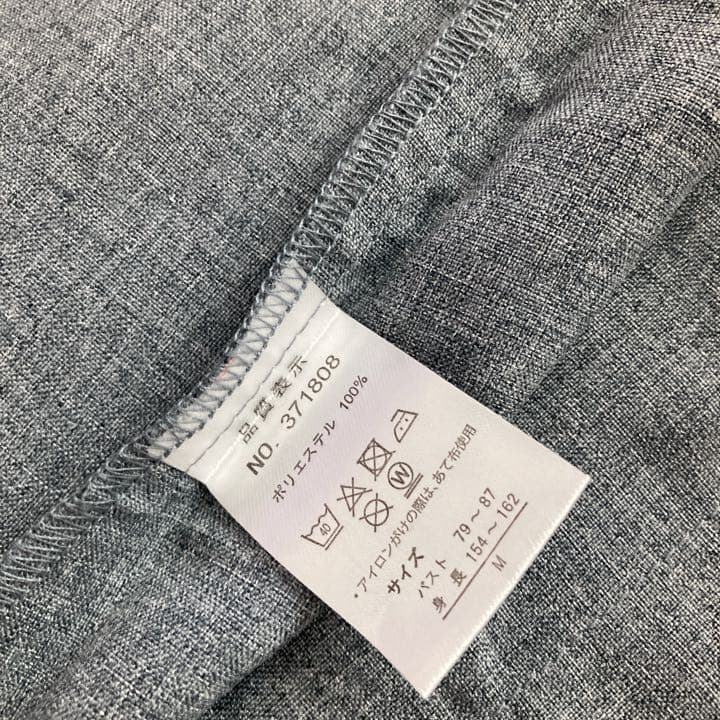 品質表示
NO. 371808
ポリエステル 100%
40
W
・アイロンがけの際は、あて布使用
サイズ
バスト 79～87
身長 154～162
M